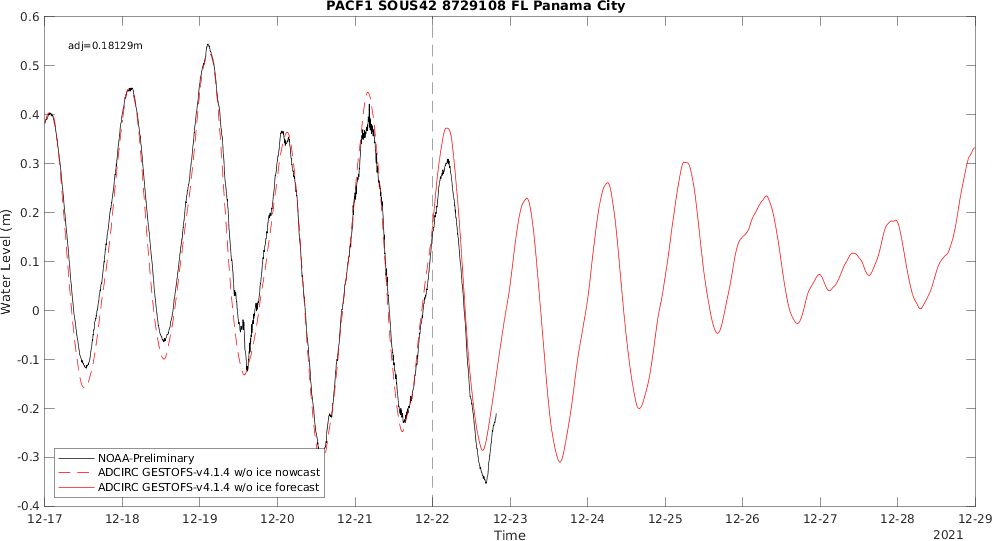 PACF1 SOUS42 8729108 FL Panama City
adj=0.18129m
0.6
0.5
0.4
0.3
0.2
0.1
0
-0.1
-0.2
-0.3
-0.4
Water Level (m)
NOAA-Preliminary
ADCIRC GESTOFS-v4.1.4 w/o ice nowcast
ADCIRC GESTOFS-v4.1.4 w/o ice forecast
12-17 12-18 12-19 12-20 12-21 12-22 12-23 12-24 12-25 12-26 12-27 12-28 12-29
Time
2021